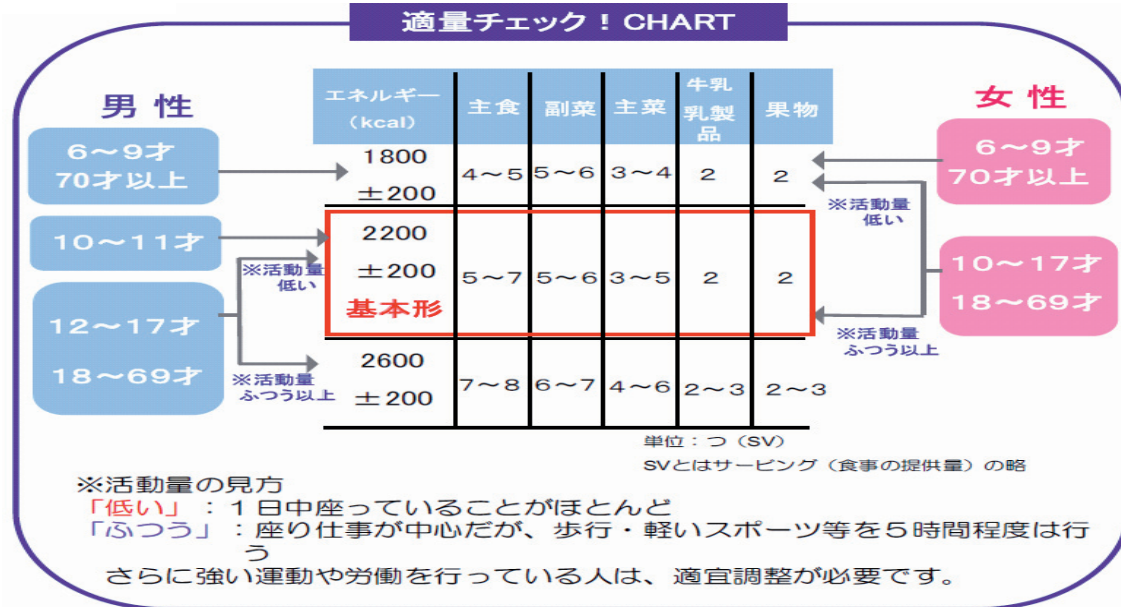 適量チェック!CHART
男性
女性
エネルギー
(kcal)
主食
副菜
主菜
牛乳
乳製
品
果物
6~9才
70才以上
1800
±200
4~5
5~6
3~4
2
2
6~9才
70才以上
※活動量
低い
10~11才
2200
±200
基本形
5~7
5~6
3~5
2
2
※活動量
低い
10~17才
18~69才
12~17才
18~69才
※活動量
ふつう以上
2600
±200
7~8
6~7
4~6
2~3
2~3
※活動量
ふつう以上
単位:つ(SV)
SVとはサービング(食事の提供量)の略
※活動量の見方
「低い」:1日中座っていることがほとんど
「ふつう」:座り仕事が中心だが、歩行・軽いスポーツ等を5時間程度は行
う
さらに強い運動や労働を行っている人は、適宜調整が必要です。